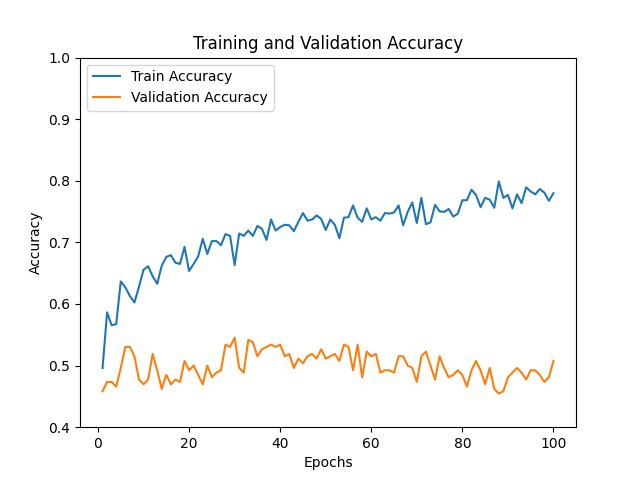 Training and Validation Accuracy
Train Accuracy
Validation Accuracy
1.0
0.9
0.8
0.7
0.6
0.5
0.4
Accuracy
0 20 40 60 80 100
Epochs